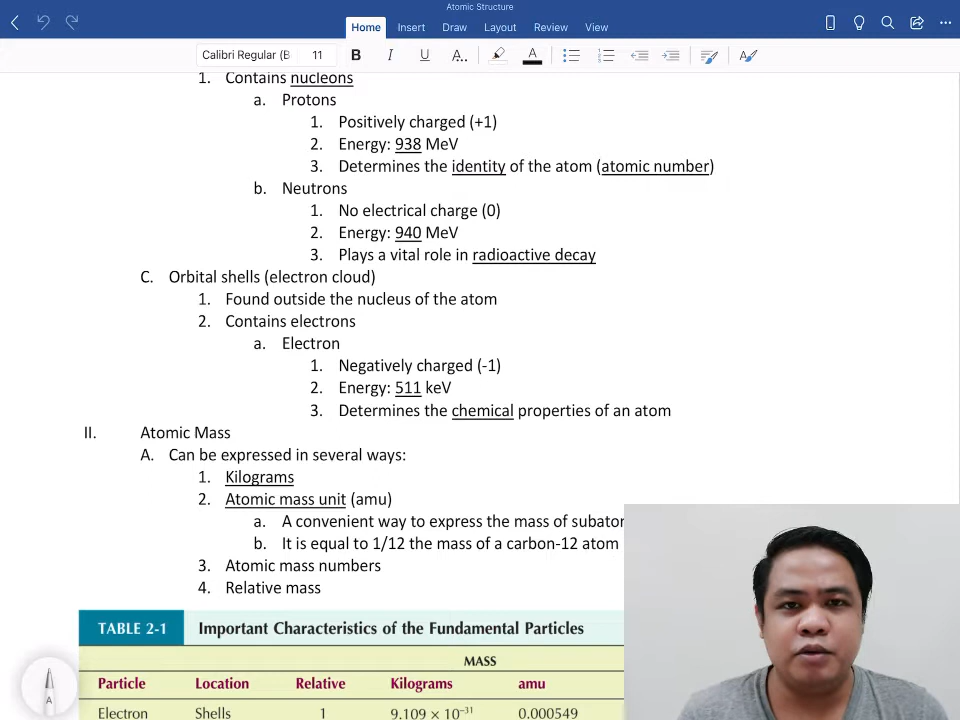 Atomic Structure
Home Insert Draw Layout Review View
Calibri Regular (B 11 B I U A...
1. Contains nucleons
a. Protons
1. Positively charged (+1)
2. Energy: 938 MeV
3. Determines the identity of the atom (atomic number)
b. Neutrons
1. No electrical charge (0)
2. Energy: 940 MeV
3. Plays a vital role in radioactive decay
C. Orbital shells (electron cloud)
1. Found outside the nucleus of the atom
2. Contains electrons
a. Electron
1. Negatively charged (-1)
2. Energy: 511 keV
3. Determines the chemical properties of an atom
II. Atomic Mass
A. Can be expressed in several ways:
1. Kilograms
2. Atomic mass unit (amu)
a. A convenient way to express the mass of subator
b. It is equal to 1/12 the mass of a carbon-12 atom
3. Atomic mass numbers
4. Relative mass
TABLE 2-1 Important Characteristics of the Fundamental Particles
MASS
Particle Location Relative Kilograms amu
Electron Shells 1 9.109 × 10⁻³¹ 0.000549
A